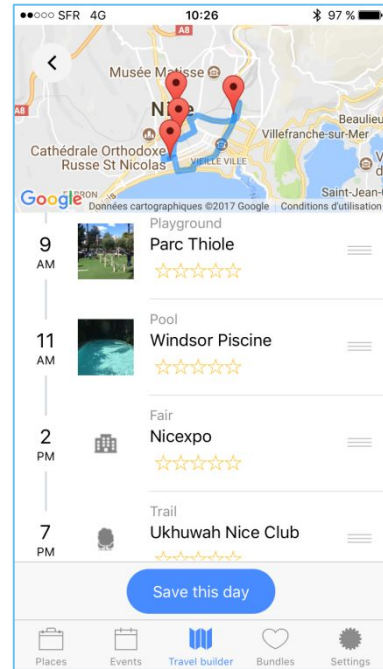 SFR 4G 10:26 97 %
A8
Musée Matisse
A8
Nice
Beaulieu
Villefranche-sur-Mer
Cathédrale Orthodoxe
Russe St Nicolas
VIEILLE VILLE
Saint-Jean-
Google Données cartographiques ©2017 Google Conditions d'utilisation
Playground
9 AM
Parc Thiole
Pool
11 AM
Windsor Piscine
Fair
2 PM
Nicexpo
Trail
7 PM
Ukhuwah Nice Club
Save this day
Places Events Travel builder Bundles Settings